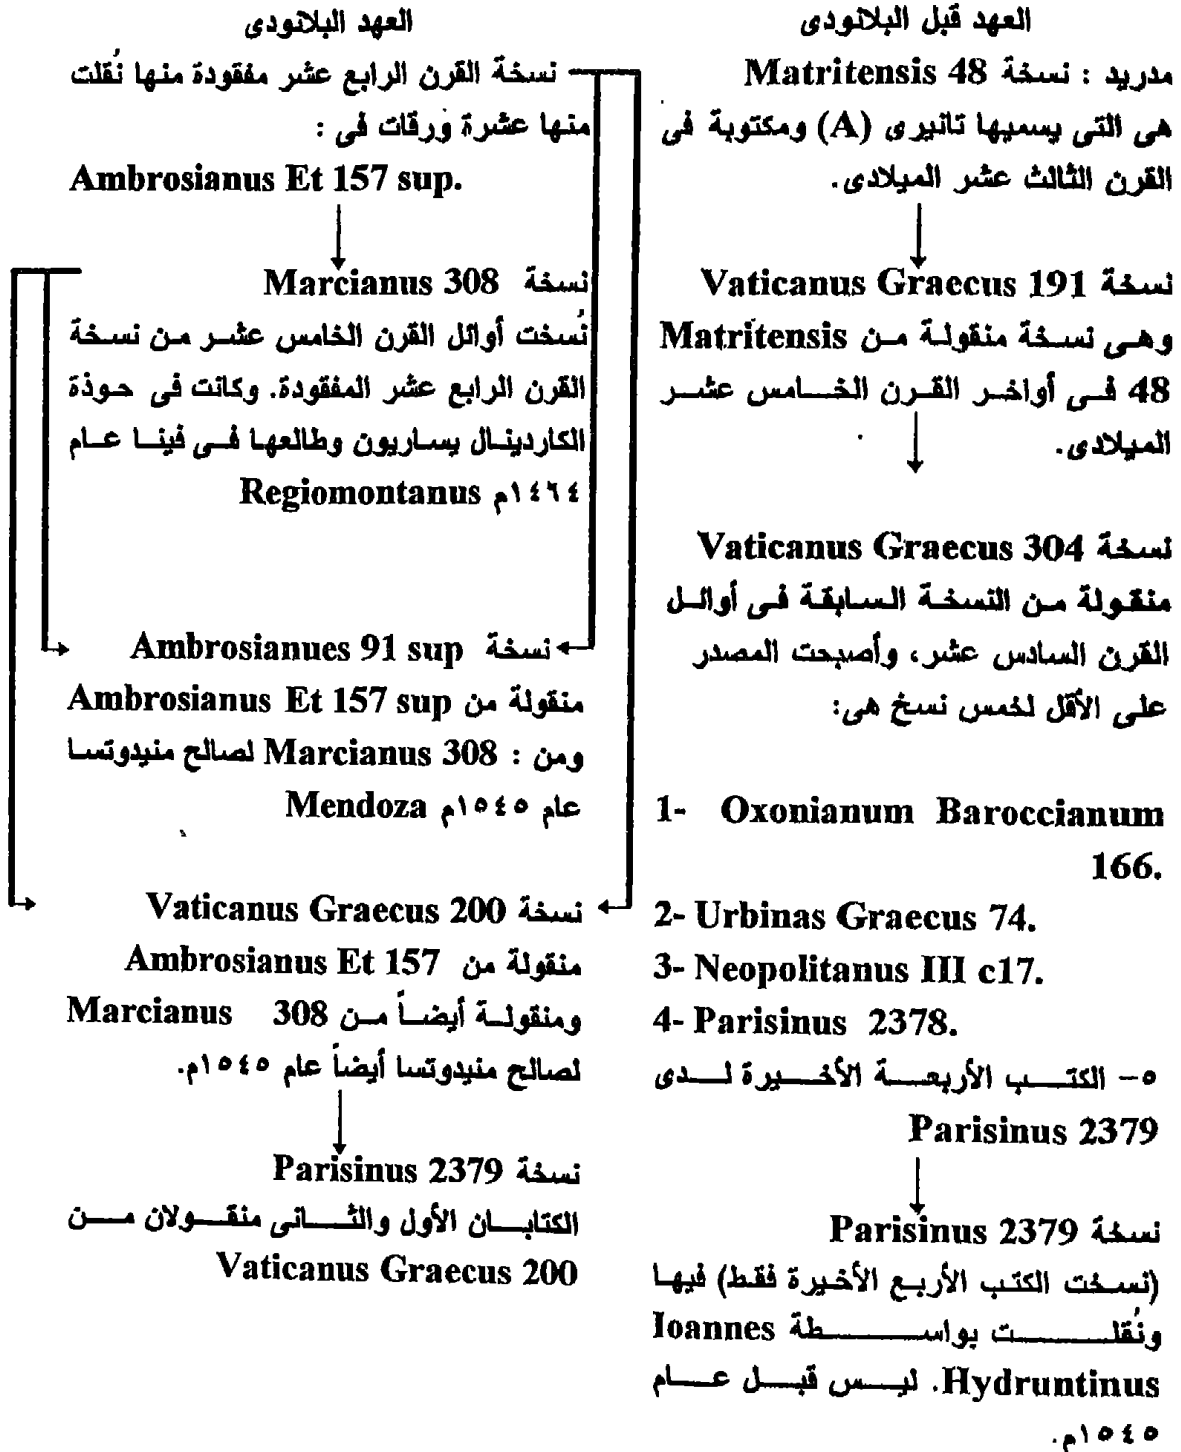 العهد قبل البلانودى
مدريد : نسخة Matritensis 48
هى التى يسميها تانيرى (A) ومكتوبة فى
القرن الثالث عشر الميلادى.
نسخة Vaticanus Graecus 191
وهى نسخة منقولة من Matritensis
48 فى أواخر القرن الخامس عشر
الميلادى.
نسخة Vaticanus Graecus 304
منقولة من النسخة السابقة فى أوائل
القرن السادس عشر، وأصبحت المصدر
على الأقل لخمس نسخ هى:
1- Oxonianum Baroccianum
166.
2- Urbinas Graecus 74.
3- Neopolitanus III c17.
4- Parisinus 2378.
٥- الكتب الأربعة الأخيرة لدى
Parisinus 2379
نسخة Parisinus 2379
(نسخت الكتب الأربع الأخيرة فقط) فيها
ونُقلت بواسطة Ioannes
Hydruntinus. ليس قبل عام
١٥٤٥م.
العهد البلانودى
نسخة القرن الرابع عشر مفقودة منها نُقلت
منها عشرة ورقات فى :
Ambrosianus Et 157 sup.
نسخة Marcianus 308
نُسخت أوائل القرن الخامس عشر من نسخة
القرن الرابع عشر المفقودة. وكانت فى حوذة
الكاردينال بساريون وطالعها فى فينا عام
١٤٦٤م Regiomontanus
نسخة Ambrosianues 91 sup
منقولة من Ambrosianus Et 157 sup
ومن : Marcianus 308 لصالح منيدوتسا
عام ١٥٤٥م Mendoza
نسخة Vaticanus Graecus 200
منقولة من Ambrosianus Et 157
ومنقولة أيضاً من Marcianus 308
لصالح منيدوتسا أيضاً عام ١٥٤٥م.
نسخة Parisinus 2379
الكتابان الأول والثانى منقولان من
Vaticanus Graecus 200